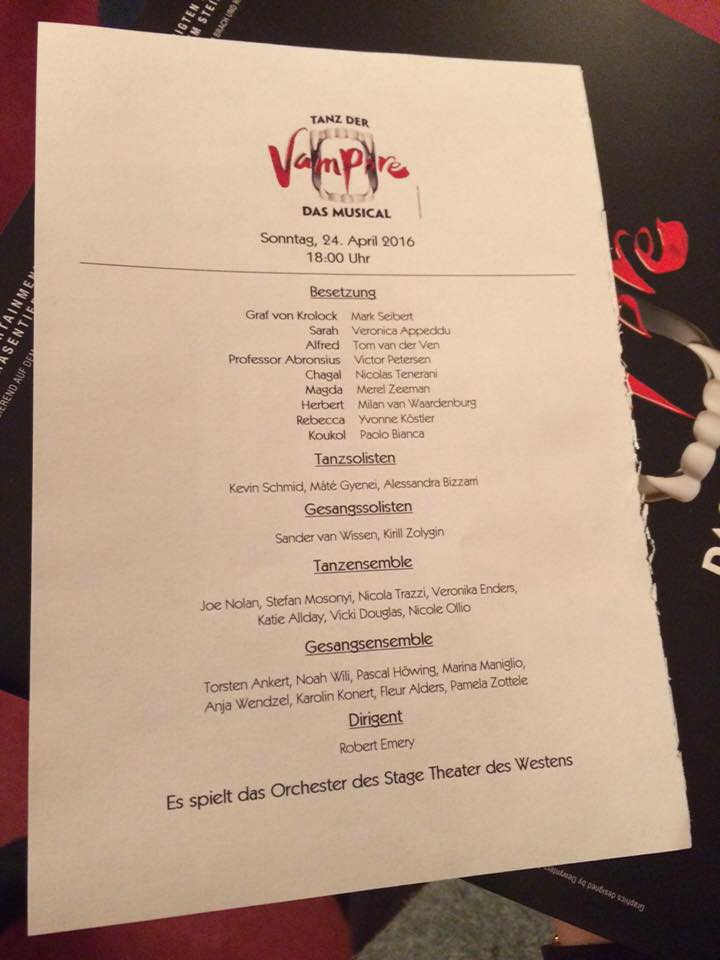 TANZ DER
Vampire
DAS MUSICAL
Sonntag, 24. April 2016
18:00 Uhr
Besetzung
Graf von Krolock Mark Seibert
Sarah Veronica Appeddu
Alfred Tom van der Ven
Professor Abronsius Victor Petersen
Chagal Nicolas Tenerani
Magda Merel Zeeman
Herbert Milan van Waardenburg
Rebecca Yvonne Köstler
Koukol Paolo Bianca
Tanzsolisten
Kevin Schmid, Máté Gyenei, Alessandra Bizzarri
Gesangssolisten
Sander van Wissen, Kirill Zolygin
Tanzensemble
Joe Nolan, Stefan Mosonyi, Nicola Trazzi, Veronika Enders,
Katie Allday, Vicki Douglas, Nicole Ollio
Gesangsensemble
Torsten Ankert, Noah Wili, Pascal Höwing, Marina Maniglio,
Anja Wendzel, Karolin Konert, Fleur Alders, Pamela Zottele
Dirigent
Robert Emery
Es spielt das Orchester des Stage Theater des Westens
pire
Graphics designed by